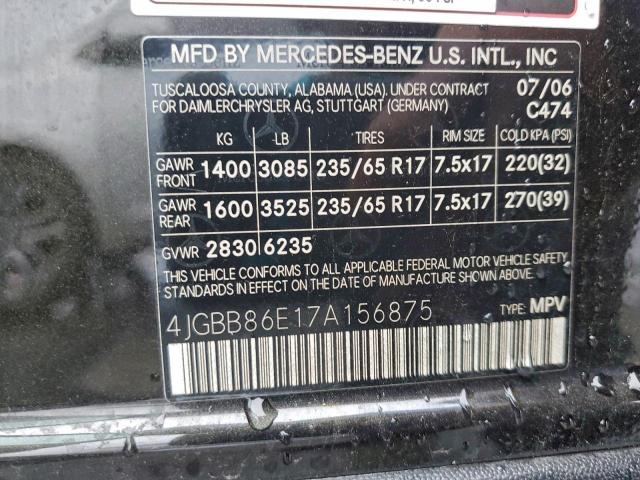 MFD BY MERCEDES-BENZ U.S. INTL., INC
TUSCALOOSA COUNTY, ALABAMA (USA). UNDER CONTRACT 07/06
FOR DAIMLERCHRYSLER AG, STUTTGART (GERMANY) C474
KG LB TIRES RIM SIZE COLD KPA (PSI)
GAWR FRONT 1400 3085 235/65 R17 7.5x17 220(32)
GAWR REAR 1600 3525 235/65 R17 7.5x17 270(39)
GVWR 2830 6235
THIS VEHICLE CONFORMS TO ALL APPLICABLE FEDERAL MOTOR VEHICLE SAFETY
STANDARDS IN EFFECT ON THE DATE OF MANUFACTURE SHOWN ABOVE.
4JGBB86E17A156875 TYPE: MPV